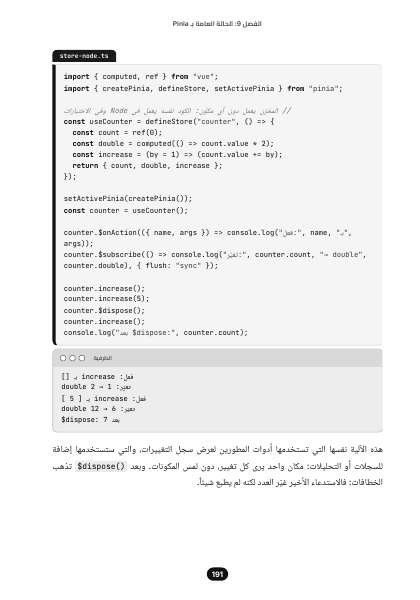 الفصل 9: الحالة العامة بـ Pinia
store-node.ts
import { computed, ref } from "vue";
import { createPinia, defineStore, setActivePinia } from "pinia";
// المخزن يعمل دون أي مكوّن: الكود نفسه يعمل في Node وفي الاختبارات
const useCounter = defineStore("counter", () => {
  const count = ref(0);
  const double = computed(() => count.value * 2);
  const increase = (by = 1) => (count.value += by);
  return { count, double, increase };
});
setActivePinia(createPinia());
const counter = useCounter();
counter.$onAction(({ name, args }) => console.log("فعل:", name, "بـ",
args));
counter.$subscribe(() => console.log("تغيّر:", counter.count, "→ double",
counter.double), { flush: "sync" });
counter.increase();
counter.increase(5);
counter.$dispose();
counter.increase();
console.log("بعد $dispose:", counter.count);
الطرفية
فعل: increase بـ []
تغيّر: 1 → double 2
فعل: increase بـ [ 5 ]
تغيّر: 6 → double 12
بعد $dispose: 7
هذه الآلية نفسها التي تستخدمها أدوات المطورين لعرض سجل التغييرات، والتي ستستخدمها إضافة
للسجلات أو التحليلات: مكان واحد يرى كل تغيير، دون لمس المكونات. وبعد $dispose() تذهب
الخطافات: فالاستدعاء الأخير غيّر العدد لكنه لم يطبع شيئاً.
191